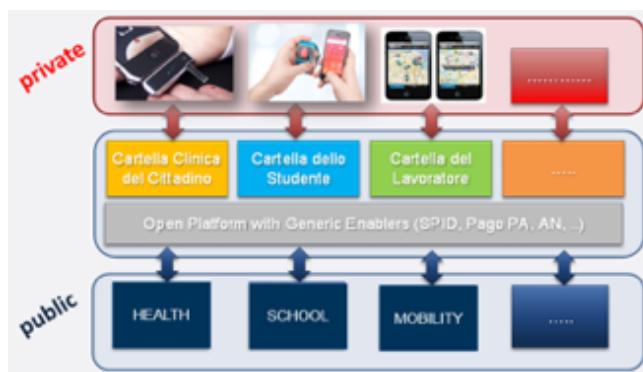 private
............
Cartella Clinica
del Cittadino
Cartella dello
Studente
Cartella del
Lavoratore
.....
Open Platform with Generic Enablers (SPID, Pago PA, AN, ..)
public
HEALTH
SCHOOL
MOBILITY
.....